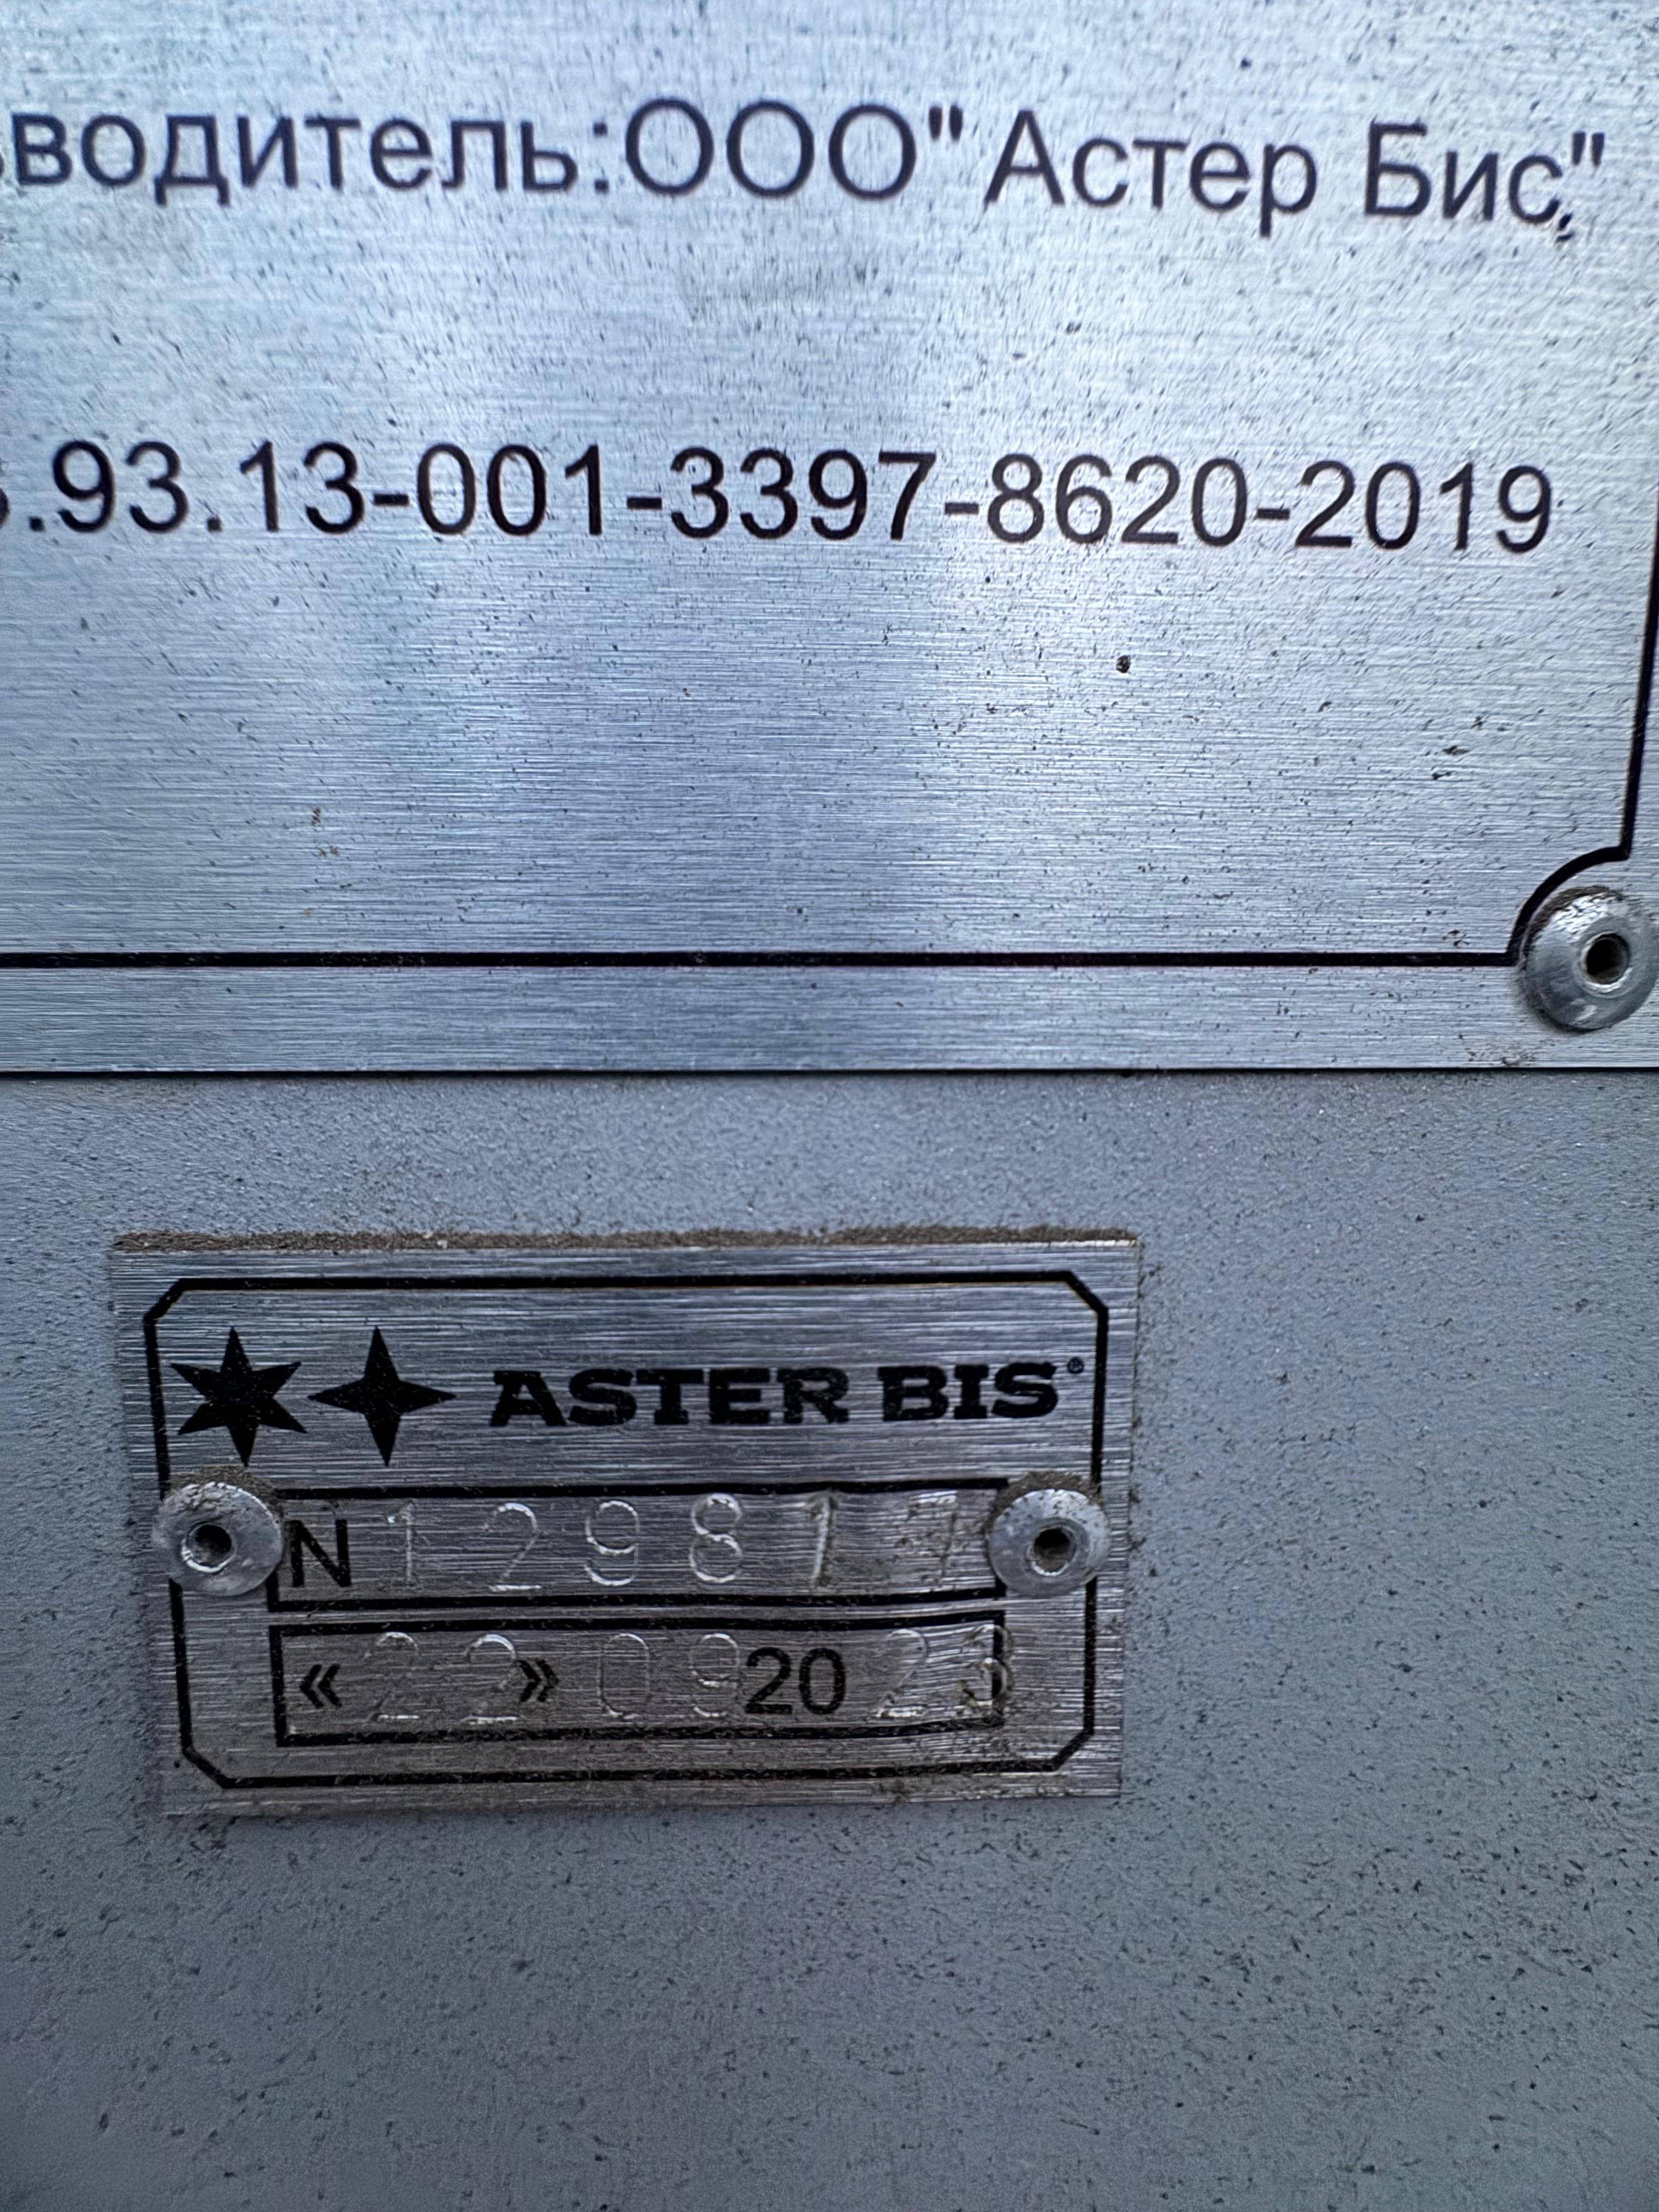 водитель:ООО"Астер Бис,"
.93.13-001-3397-8620-2019
ASTER BIS®
N 129817
«22» 09 2023